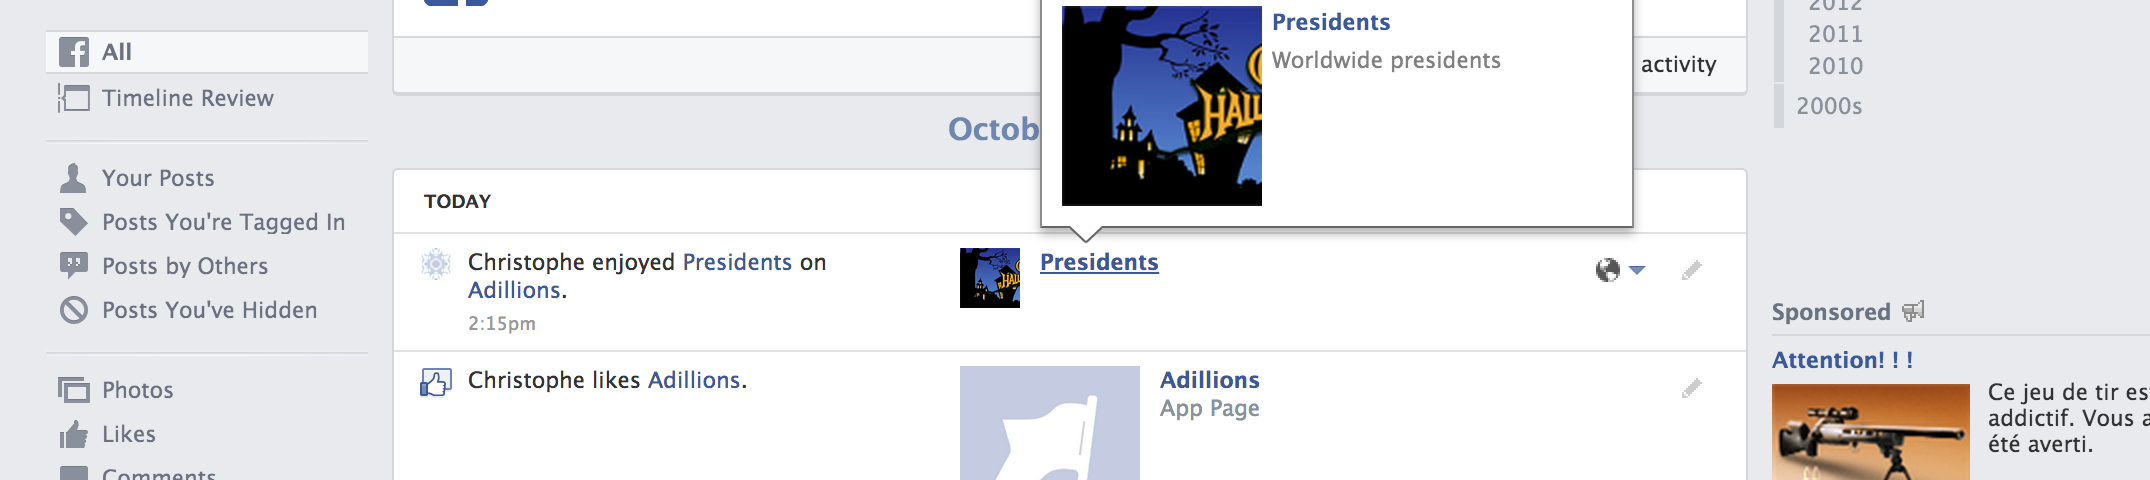 All
Timeline Review
Your Posts
Posts You're Tagged In
Posts by Others
Posts You've Hidden
Photos
Likes
Comments
activity
Octob
Presidents
Worldwide presidents
TODAY
Christophe enjoyed Presidents on
Adillions.
2:15pm
Presidents
Christophe likes Adillions.
Adillions
App Page
2012
2011
2010
2000s
Sponsored
Attention! ! !
Ce jeu de tir es
addictif. Vous a
été averti.